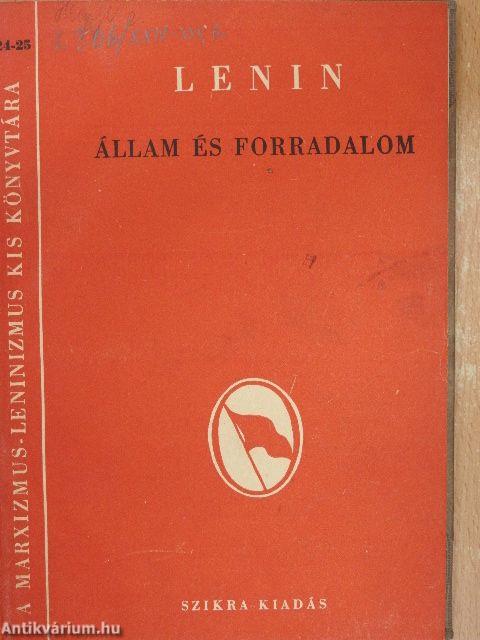 24-25
LENIN
ÁLLAM ÉS FORRADALOM
A MARXIZMUS-LENINIZMUS KIS KÖNYVTÁRA
SZIKRA KIADÁS
Antikvárium.hu